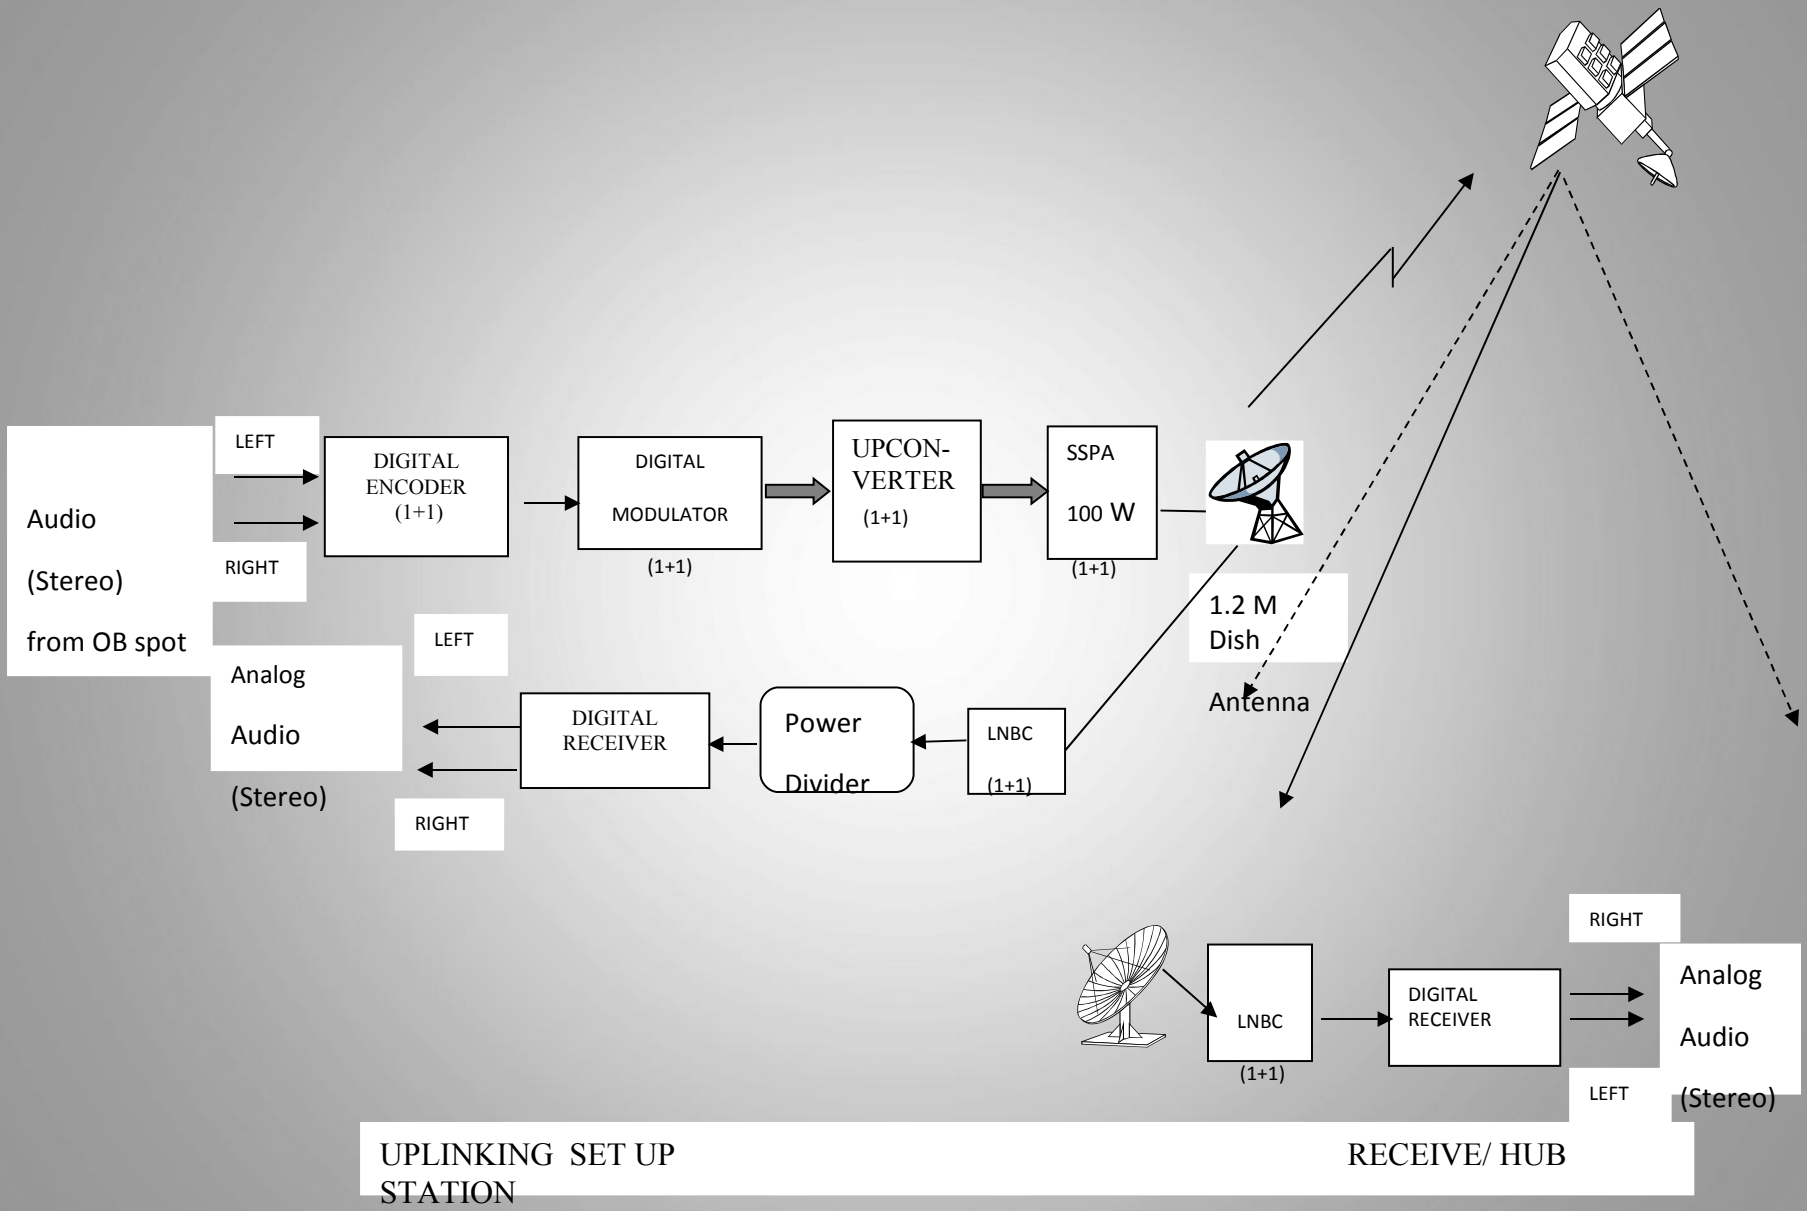 LEFT
DIGITAL
ENCODER
(1+1)
DIGITAL
MODULATOR
(1+1)
UPCON-
VERTER
(1+1)
SSPA
100 W
(1+1)
Audio
(Stereo)
from OB spot
RIGHT
1.2 M
Dish
Antenna
LEFT
Analog
Audio
(Stereo)
DIGITAL
RECEIVER
Power
Divider
LNBC
(1+1)
RIGHT
RIGHT
LNBC
(1+1)
DIGITAL
RECEIVER
Analog
Audio
(Stereo)
LEFT
UPLINKING SET UP RECEIVE/ HUB
STATION